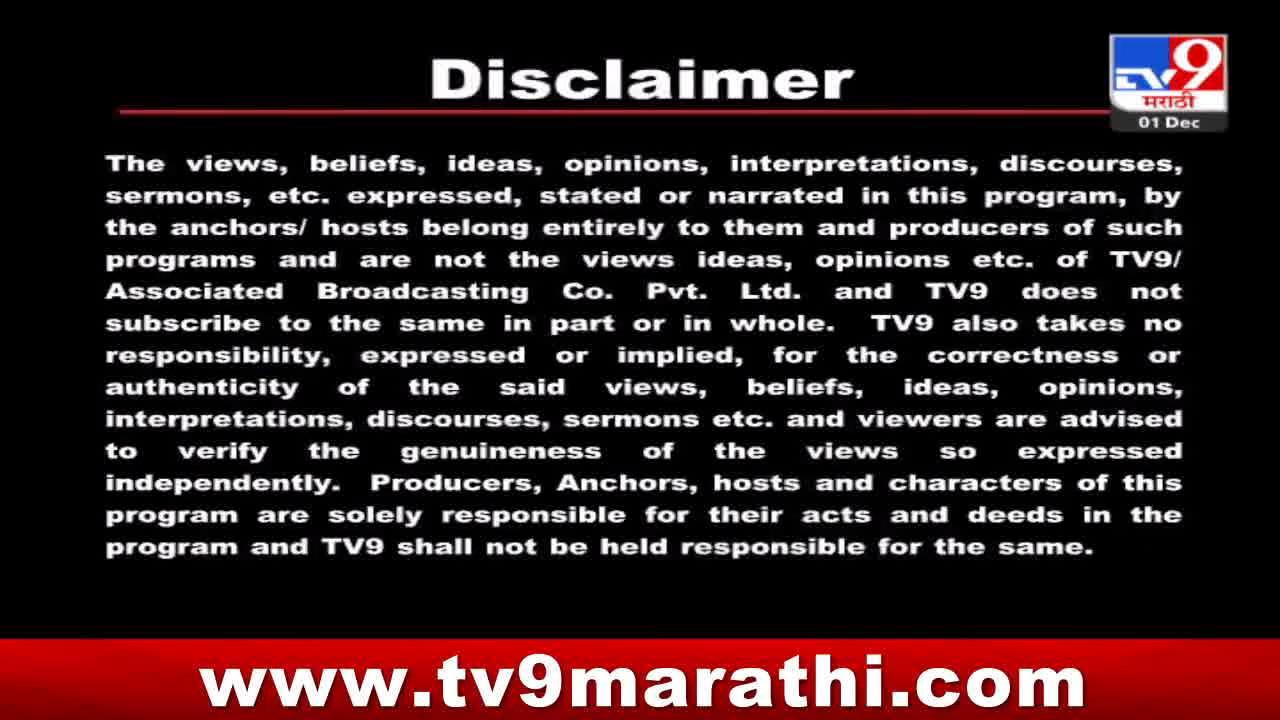 Disclaimer
TV9
मराठी
01 Dec
The views, beliefs, ideas, opinions, interpretations, discourses,
sermons, etc. expressed, stated or narrated in this program, by
the anchors/ hosts belong entirely to them and producers of such
programs and are not the views ideas, opinions etc. of TV9/
Associated Broadcasting Co. Pvt. Ltd. and TV9 does not
subscribe to the same in part or in whole. TV9 also takes no
responsibility, expressed or implied, for the correctness or
authenticity of the said views, beliefs, ideas, opinions,
interpretations, discourses, sermons etc. and viewers are advised
to verify the genuineness of the views so expressed
independently. Producers, Anchors, hosts and characters of this
program are solely responsible for their acts and deeds in the
program and TV9 shall not be held responsible for the same.
www.tv9marathi.com